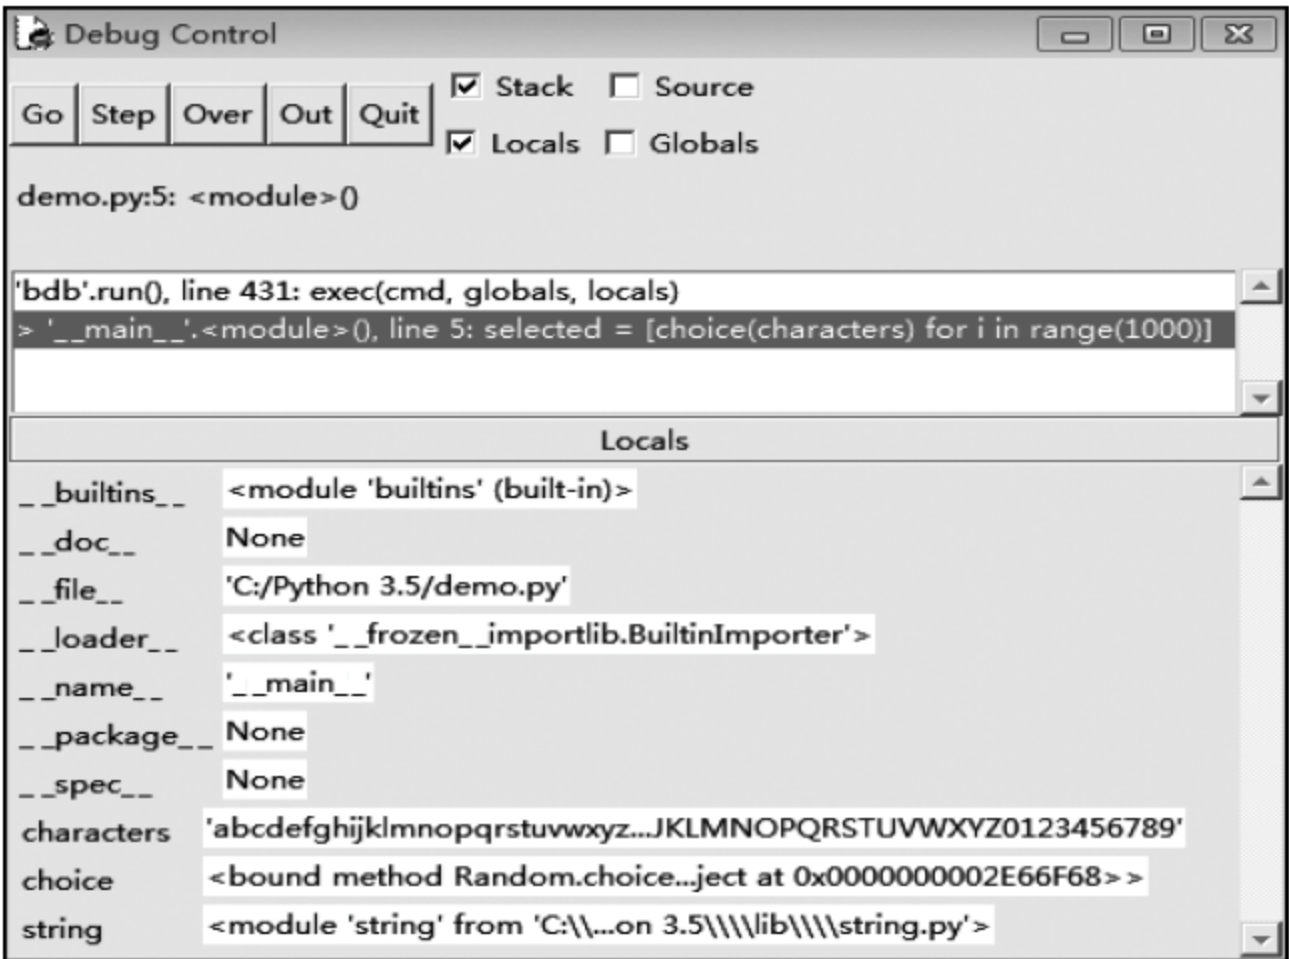 Debug Control
Go Step Over Out Quit
Stack Source
Locals Globals
demo.py:5: <module>()
'bdb'.run(), line 431: exec(cmd, globals, locals)
> '__main__'.<module>(), line 5: selected = [choice(characters) for i in range(1000)]
Locals
__builtins__ <module 'builtins' (built-in)>
__doc__ None
__file__ 'C:/Python 3.5/demo.py'
__loader__ <class '__frozen__importlib.BuiltinImporter'>
__name__ '__main__'
__package__ None
__spec__ None
characters 'abcdefghijklmnopqrstuvwxyz...JKLMNOPQRSTUVWXYZ0123456789'
choice <bound method Random.choice...ject at 0x0000000002E66F68>>
string <module 'string' from 'C:\\...on 3.5\\\\lib\\\\string.py'>